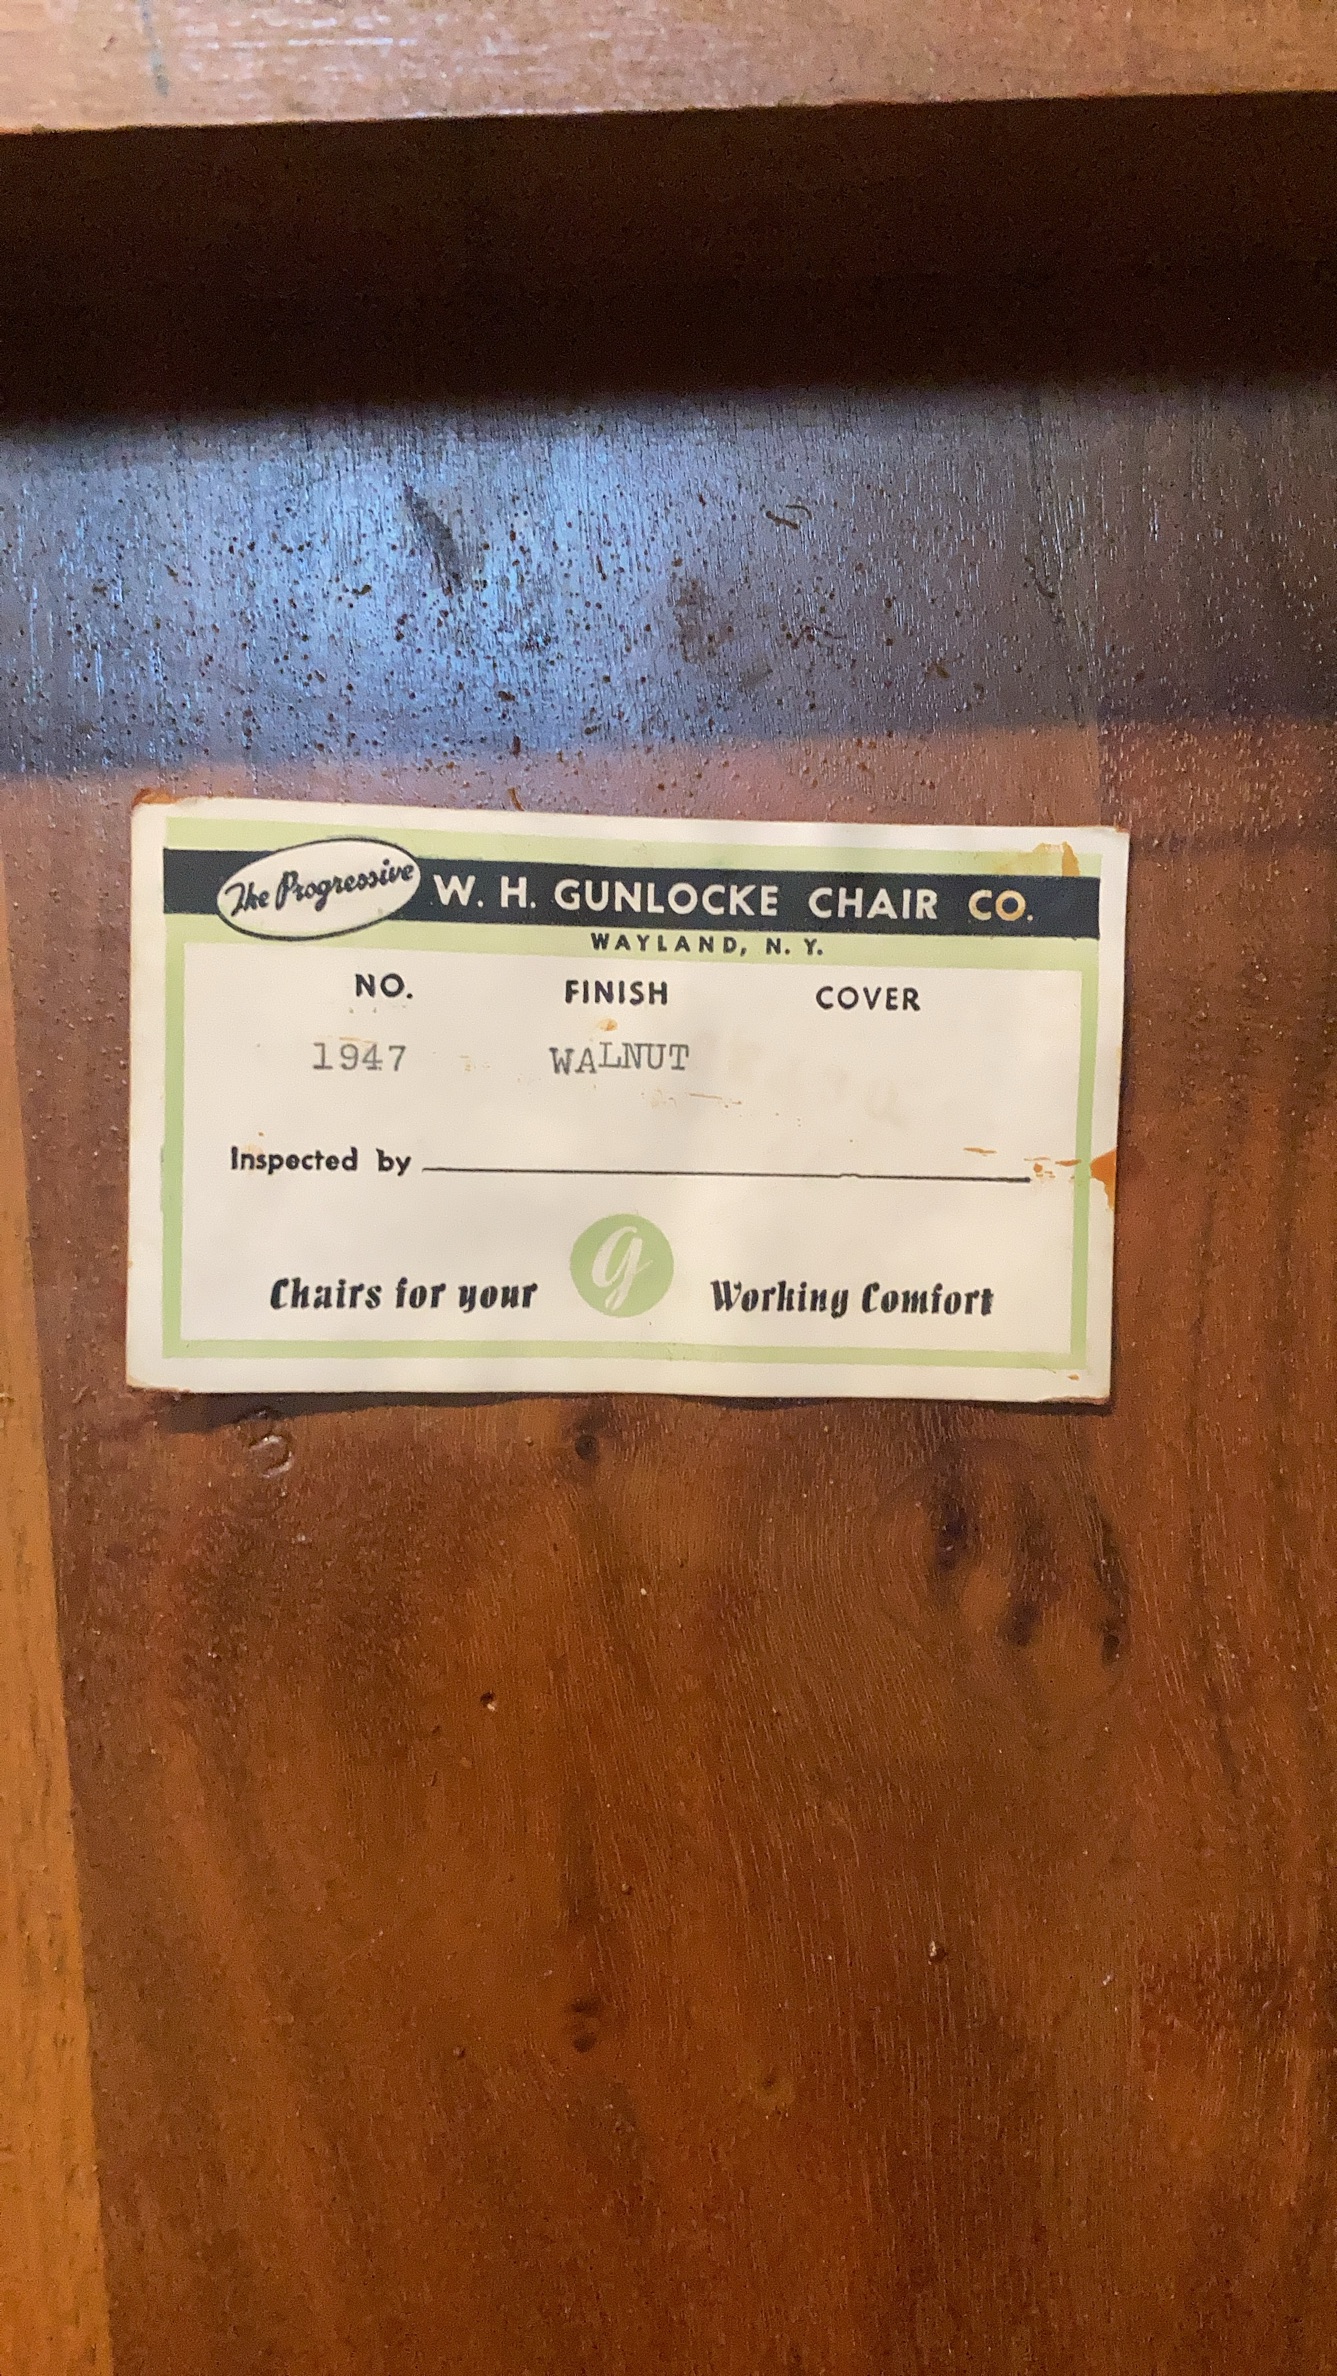 The Progressive W. H. GUNLOCKE CHAIR CO.
WAYLAND, N. Y.
NO. FINISH COVER
1947 WALNUT
Inspected by
Chairs for your g Working Comfort